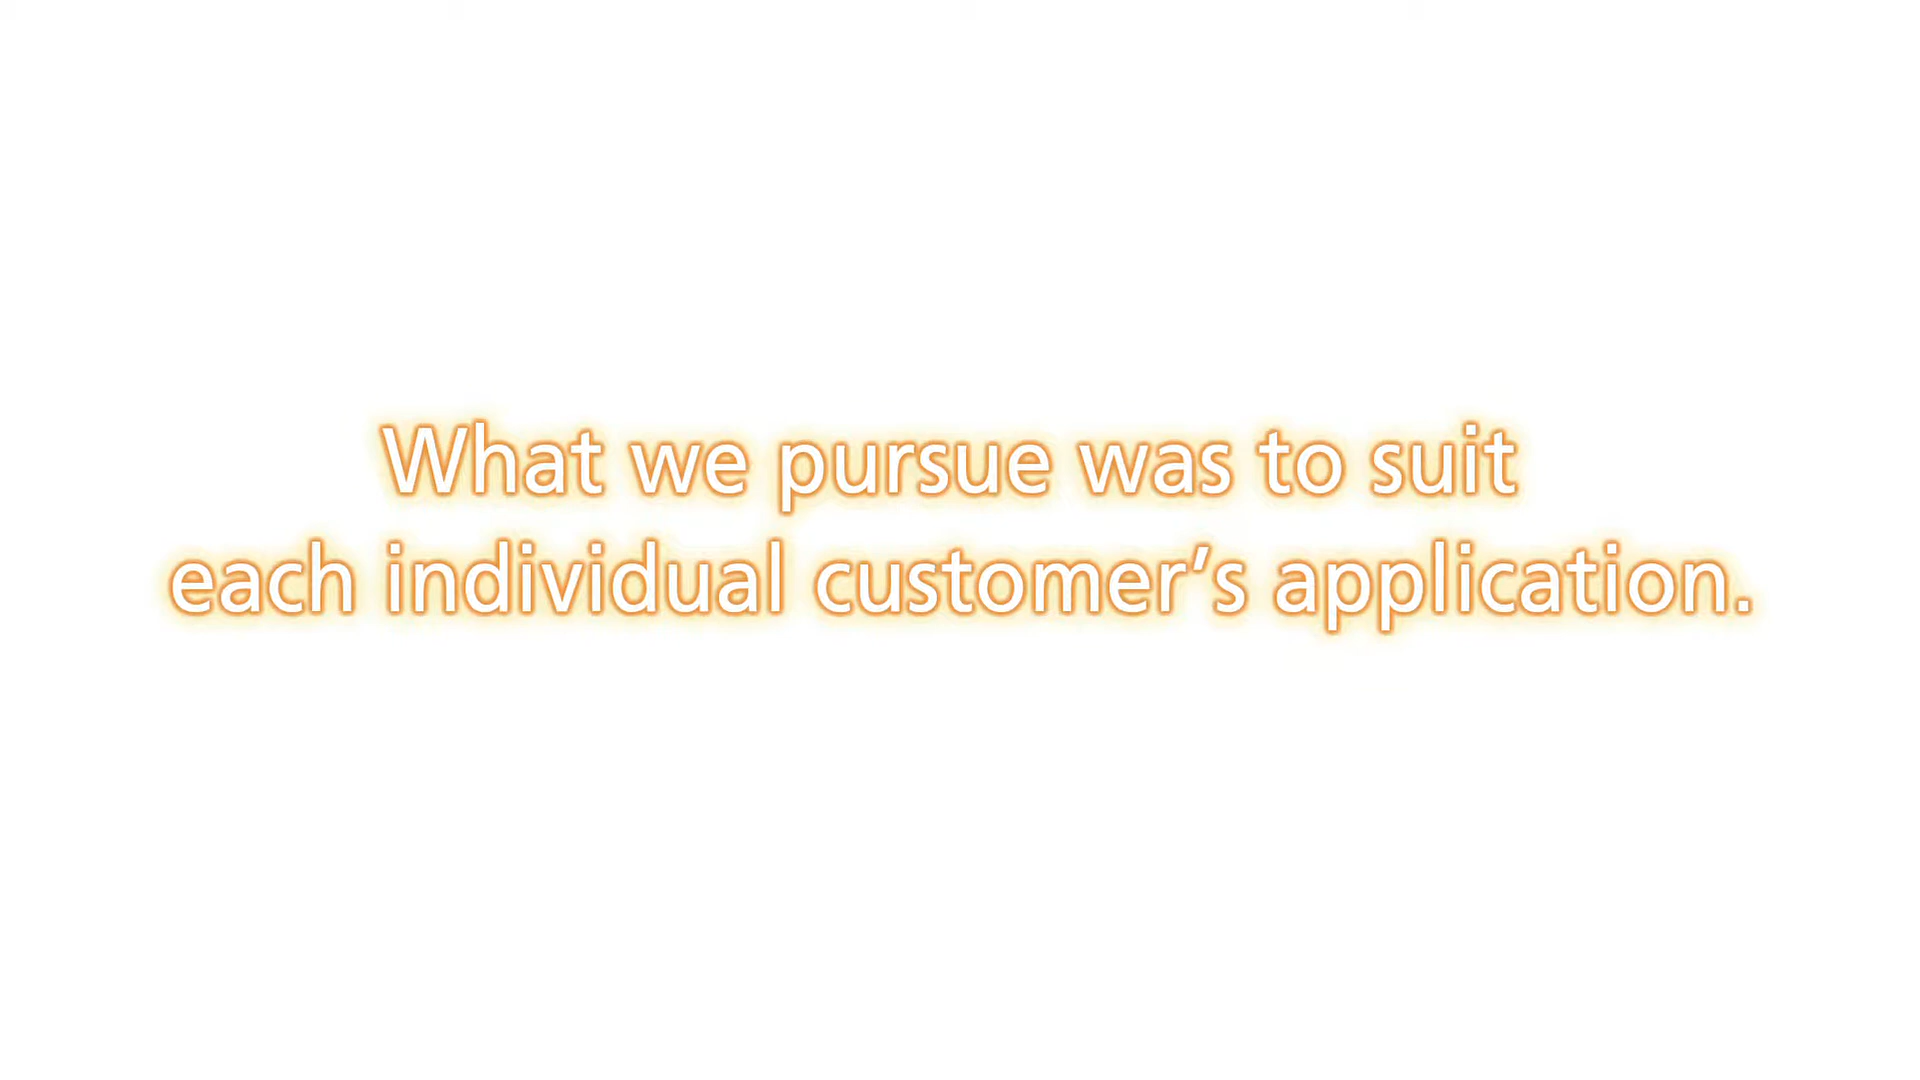 What we pursue was to suit
each individual customer’s application.